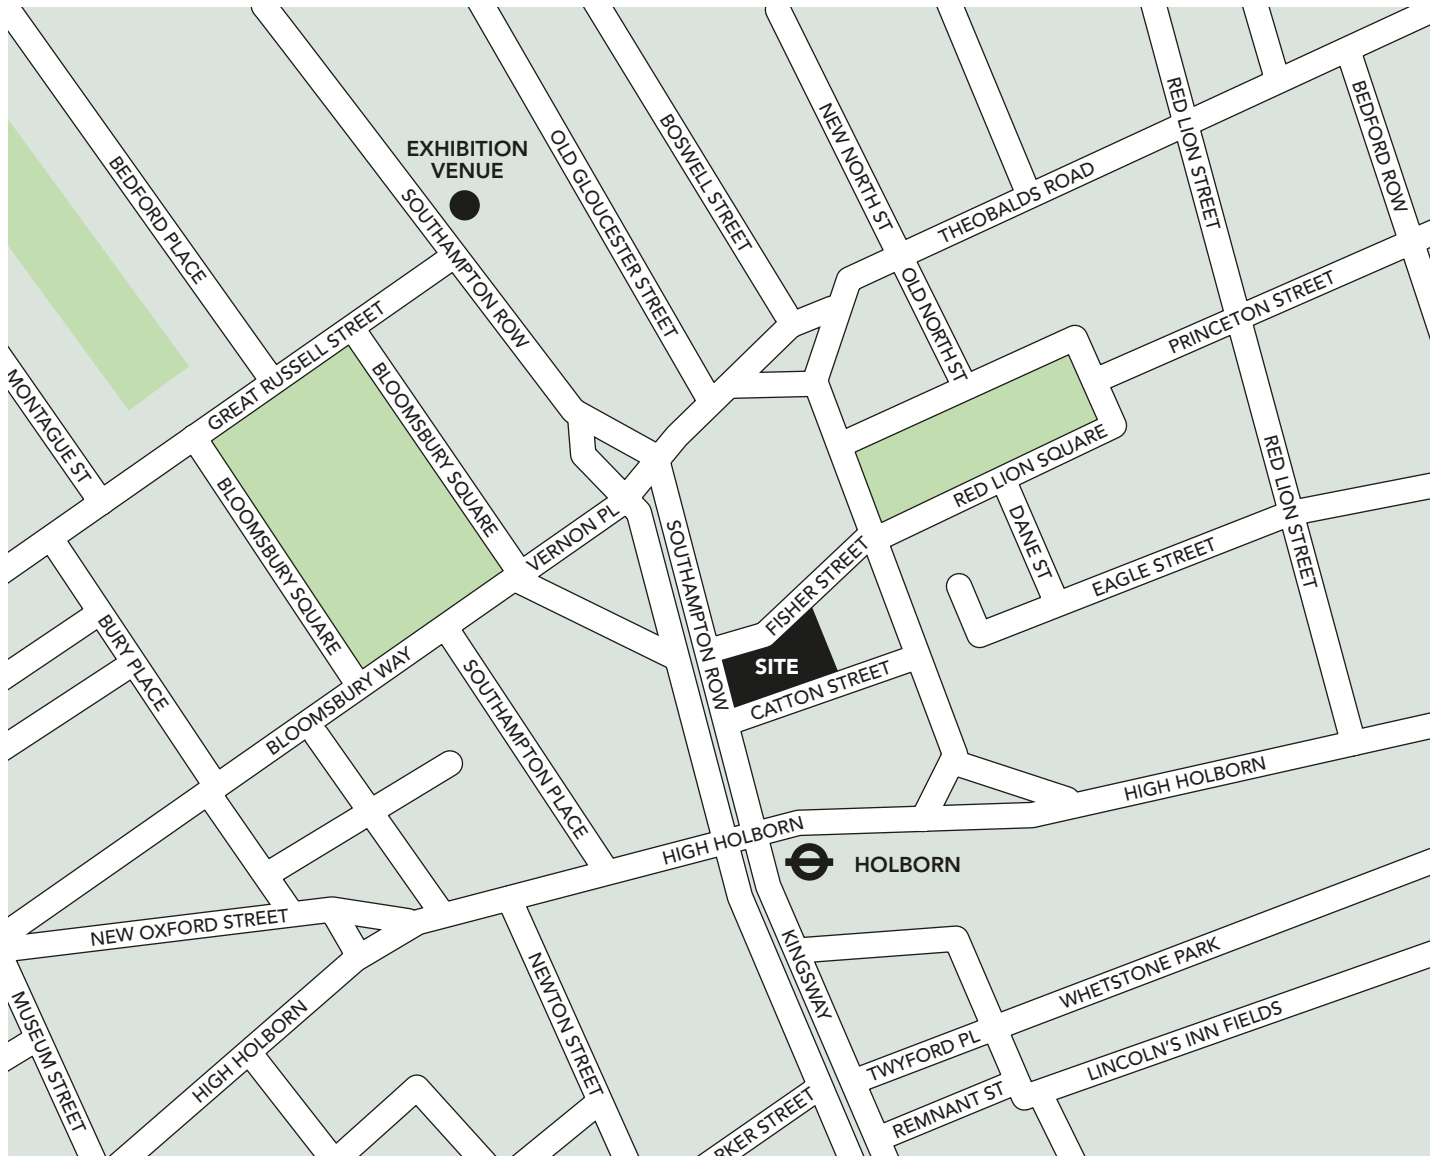 EXHIBITION
VENUE
BEDFORD PLACE
SOUTHAMPTON ROW
OLD GLOUCESTER STREET
BOSWELL STREET
NEW NORTH ST
THEOBALDS ROAD
RED LION STREET
BEDFORD ROW
OLD NORTH ST
PRINCETON STREET
MONTAGUE ST
GREAT RUSSELL STREET
BLOOMSBURY SQUARE
BLOOMSBURY SQUARE
VERNON PL
SOUTHAMPTON ROW
RED LION SQUARE
RED LION STREET
DANE ST
EAGLE STREET
FISHER STREET
SITE
CATTON STREET
BURY PLACE
BLOOMSBURY WAY
SOUTHAMPTON PLACE
HIGH HOLBORN
HIGH HOLBORN
HOLBORN
NEW OXFORD STREET
KINGSWAY
NEWTON STREET
WHETSTONE PARK
MUSEUM STREET
HIGH HOLBORN
TWYFORD PL
LINCOLN'S INN FIELDS
REMNANT ST
RKER STREET